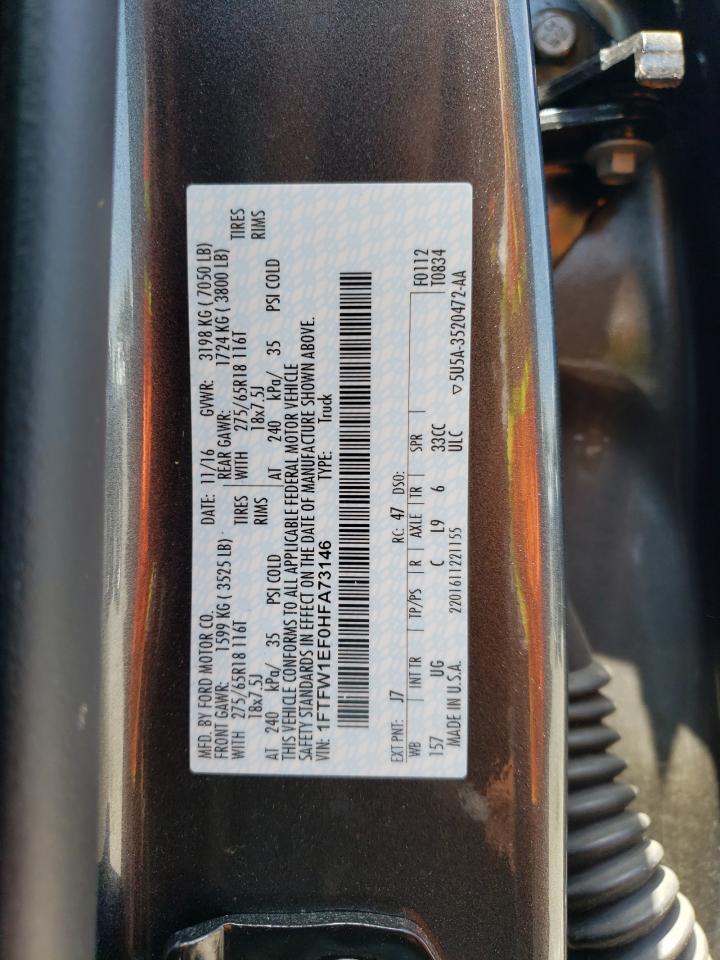 MFD. BY FORD MOTOR CO. DATE: 11/16 GVWR: 3198 KG ( 7050 LB)
FRONT GAWR: 1599 KG ( 3525 LB) REAR GAWR: 1724 KG ( 3800 LB)
WITH 275/65R18 116T TIRES WITH 275/65R18 116T TIRES
18x7.5J RIMS 18x7.5J RIMS
AT 240 kPa/ 35 PSI COLD AT 240 kPa/ 35 PSI COLD
THIS VEHICLE CONFORMS TO ALL APPLICABLE FEDERAL MOTOR VEHICLE
SAFETY STANDARDS IN EFFECT ON THE DATE OF MANUFACTURE SHOWN ABOVE.
VIN: 1FTFW1EF0HFA73146 TYPE: Truck
EXT PNT: J7 RC: 47 DSO: F0112
WB INT TR TP/PS R AXLE TR SPR T0834
157 UG C L9 6 33CC ▽5U5A-3520472-AA
MADE IN U.S.A. 2201611221155 ULC